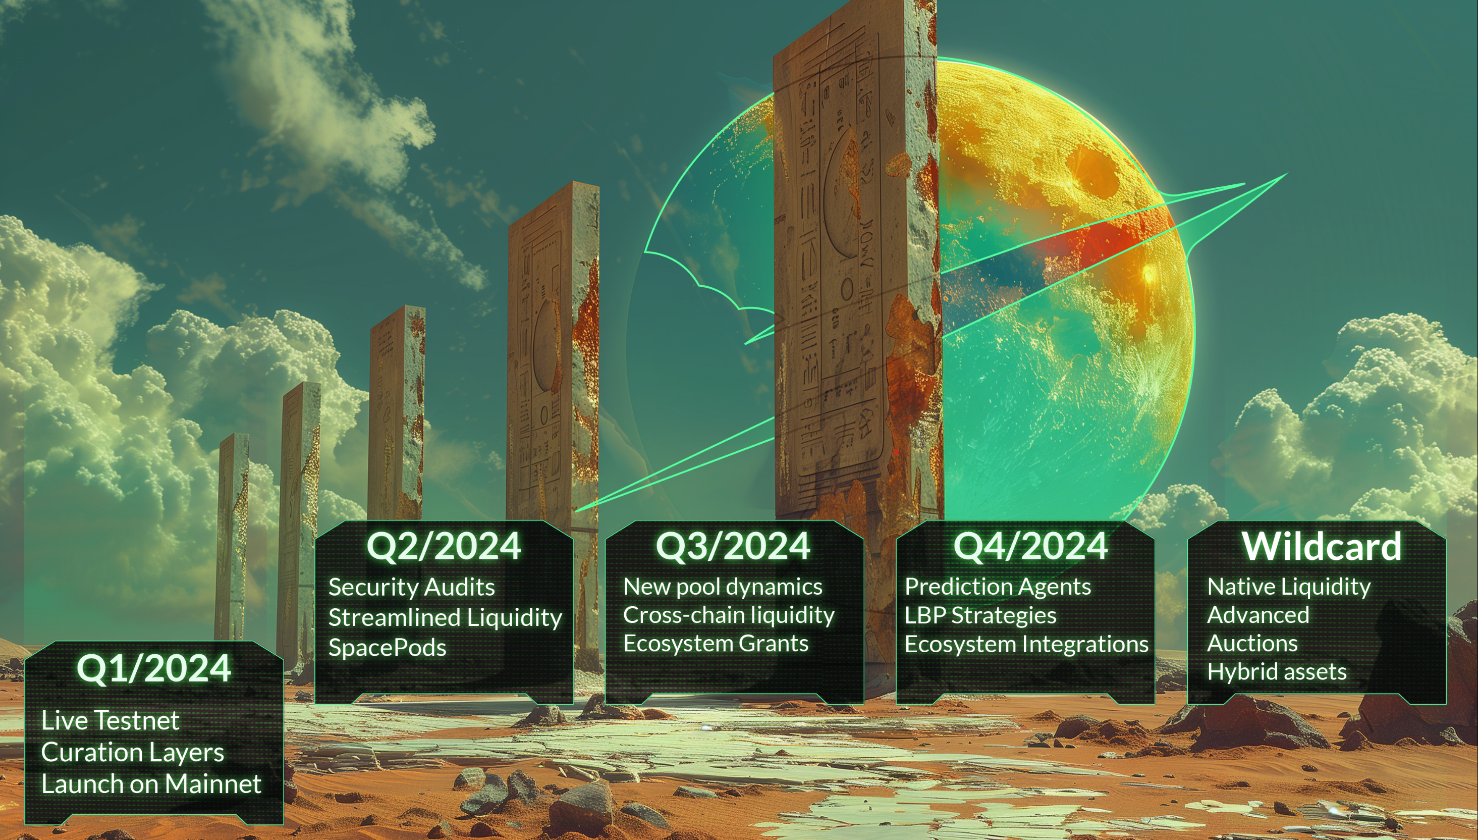 Q1/2024
Live Testnet
Curation Layers
Launch on Mainnet
Q2/2024
Security Audits
Streamlined Liquidity
SpacePods
Q3/2024
New pool dynamics
Cross-chain liquidity
Ecosystem Grants
Q4/2024
Prediction Agents
LBP Strategies
Ecosystem Integrations
Wildcard
Native Liquidity
Advanced
Auctions
Hybrid assets